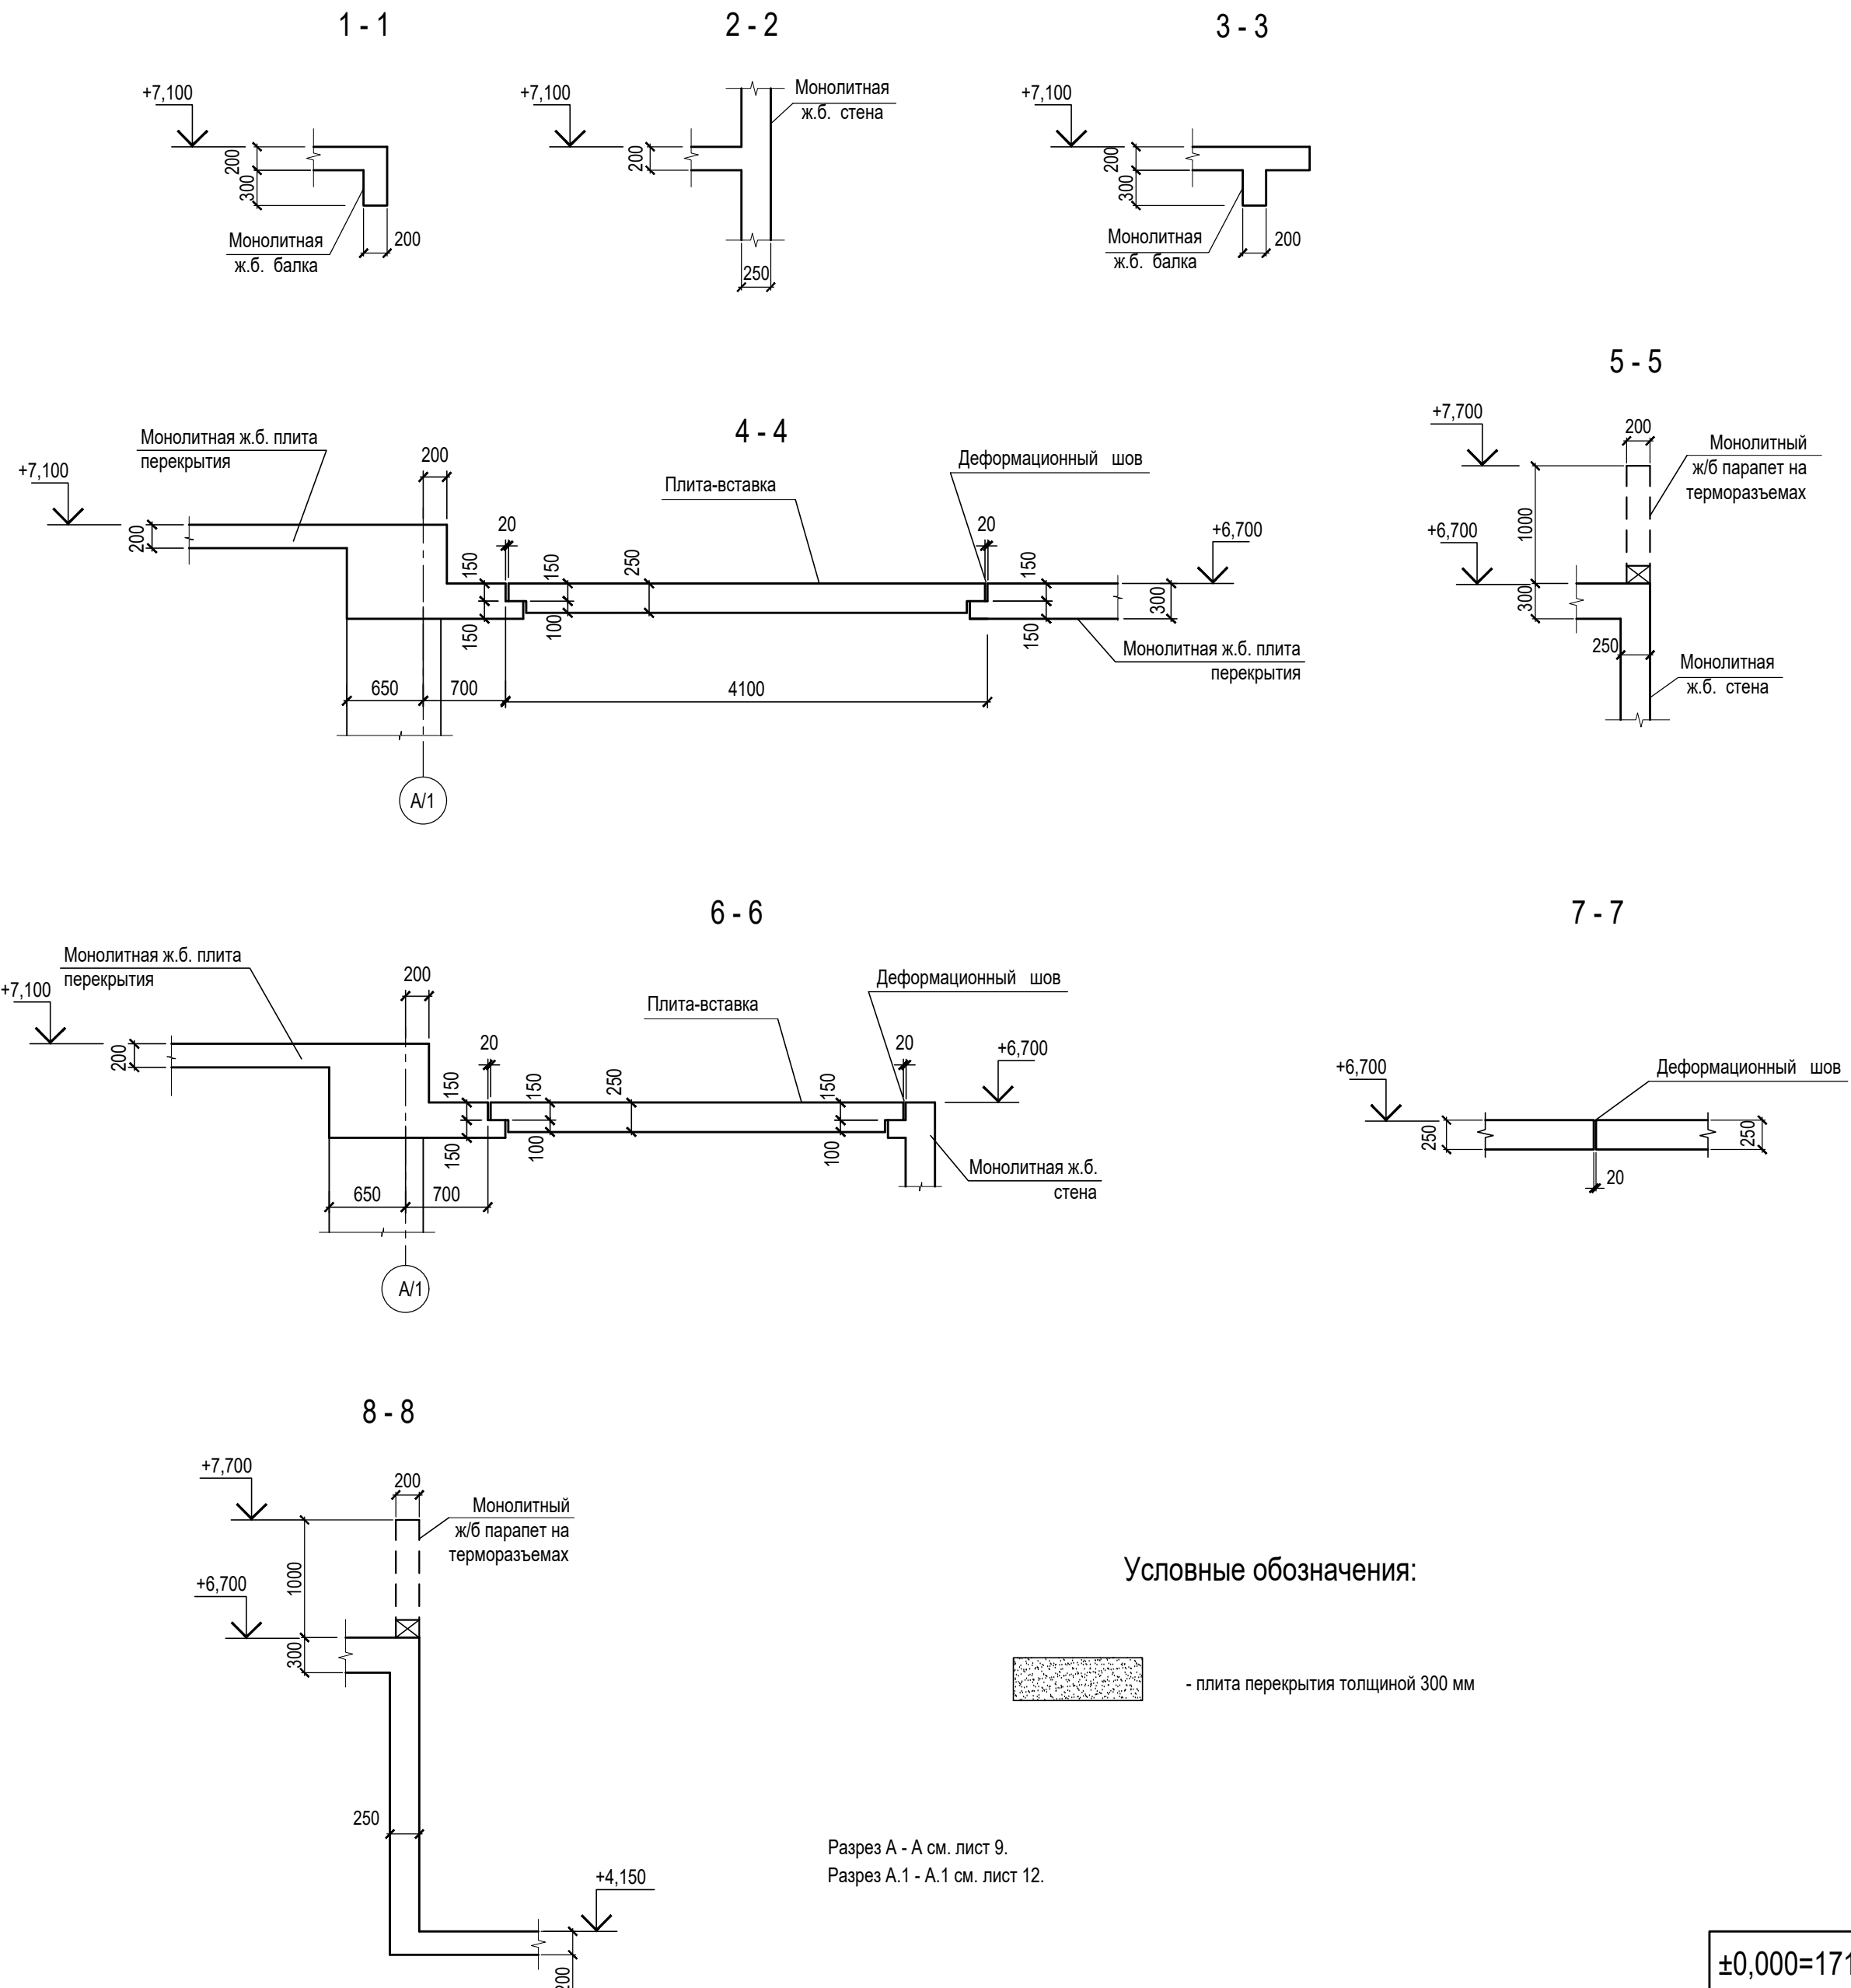 1 - 1
2 - 2
3 - 3
+7,100
200
300
Монолитная
ж.б. балка
200
+7,100
200
Монолитная
ж.б. стена
250
+7,100
200
300
Монолитная
ж.б. балка
200
4 - 4
Монолитная ж.б. плита
перекрытия
+7,100
200
200
Плита-вставка
Деформационный шов
20
20
+6,700
150
150
250
150
150
100
150
300
Монолитная ж.б. плита
перекрытия
650
700
4100
А/1
5 - 5
+7,700
200
Монолитный
ж/б парапет на
терморазъемах
+6,700
1000
300
250
Монолитная
ж.б. стена
6 - 6
Монолитная ж.б. плита
перекрытия
+7,100
200
200
Плита-вставка
Деформационный шов
20
20
+6,700
150
150
250
150
150
100
100
Монолитная ж.б.
стена
650
700
А/1
7 - 7
+6,700
Деформационный шов
250
250
20
8 - 8
+7,700
200
Монолитный
ж/б парапет на
терморазъемах
+6,700
1000
300
250
+4,150
200
Условные обозначения:
- плита перекрытия толщиной 300 мм
Разрез А - А см. лист 9.
Разрез А.1 - А.1 см. лист 12.
±0,000=171